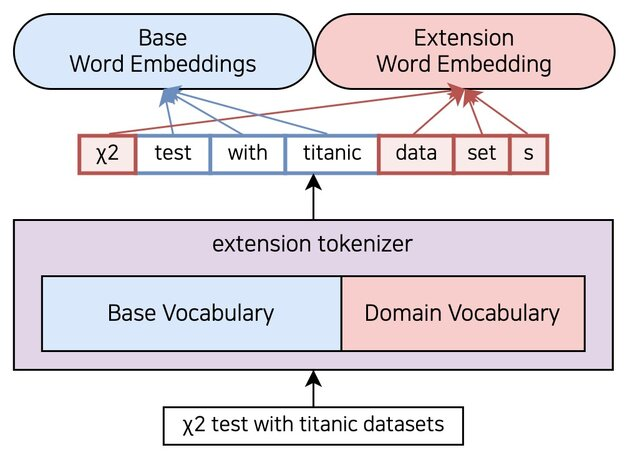 Base
Word Embeddings
Extension
Word Embedding
χ2 test with titanic data set s
extension tokenizer
Base Vocabulary
Domain Vocabulary
χ2 test with titanic datasets